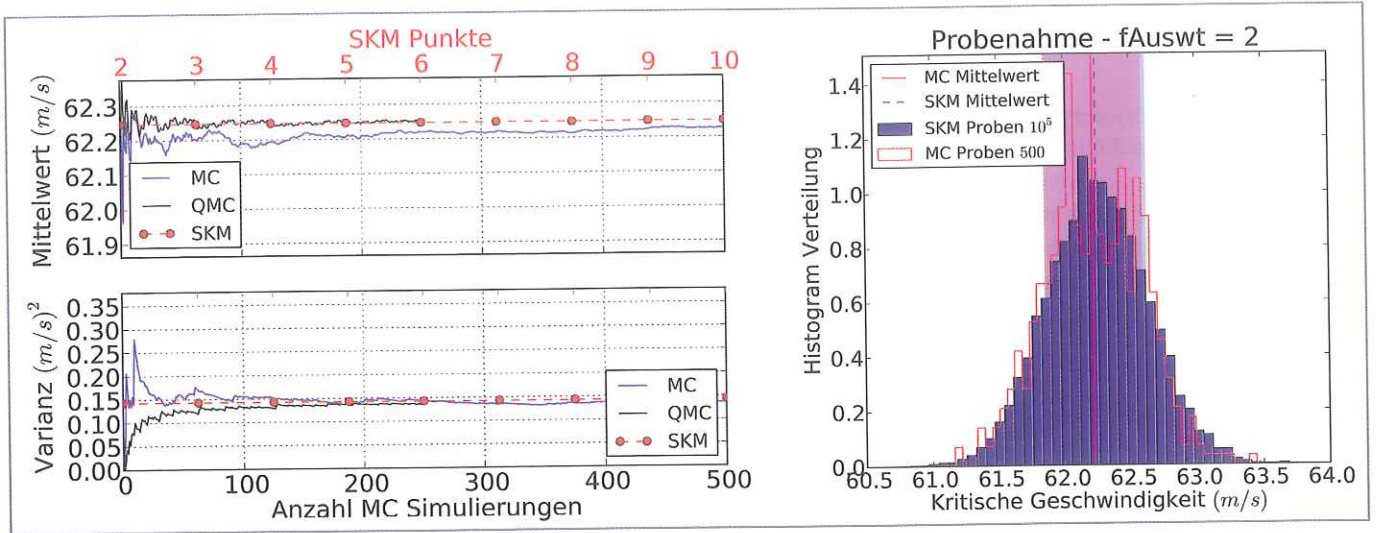 SKM Punkte
2 3 4 5 6 7 8 9 10
Mittelwert (m/s)
62.3
62.2
62.1
62.0
61.9
MC
QMC
SKM
Varianz (m/s)²
0.35
0.30
0.25
0.20
0.15
0.10
0.05
0.00
MC
QMC
SKM
0 100 200 300 400 500
Anzahl MC Simulierungen
Probenahme - fAuswt = 2
MC Mittelwert
SKM Mittelwert
SKM Proben 10⁵
MC Proben 500
Histogram Verteilung
1.4
1.2
1.0
0.8
0.6
0.4
0.2
0.0
60.5 61.0 61.5 62.0 62.5 63.0 63.5 64.0
Kritische Geschwindigkeit (m/s)